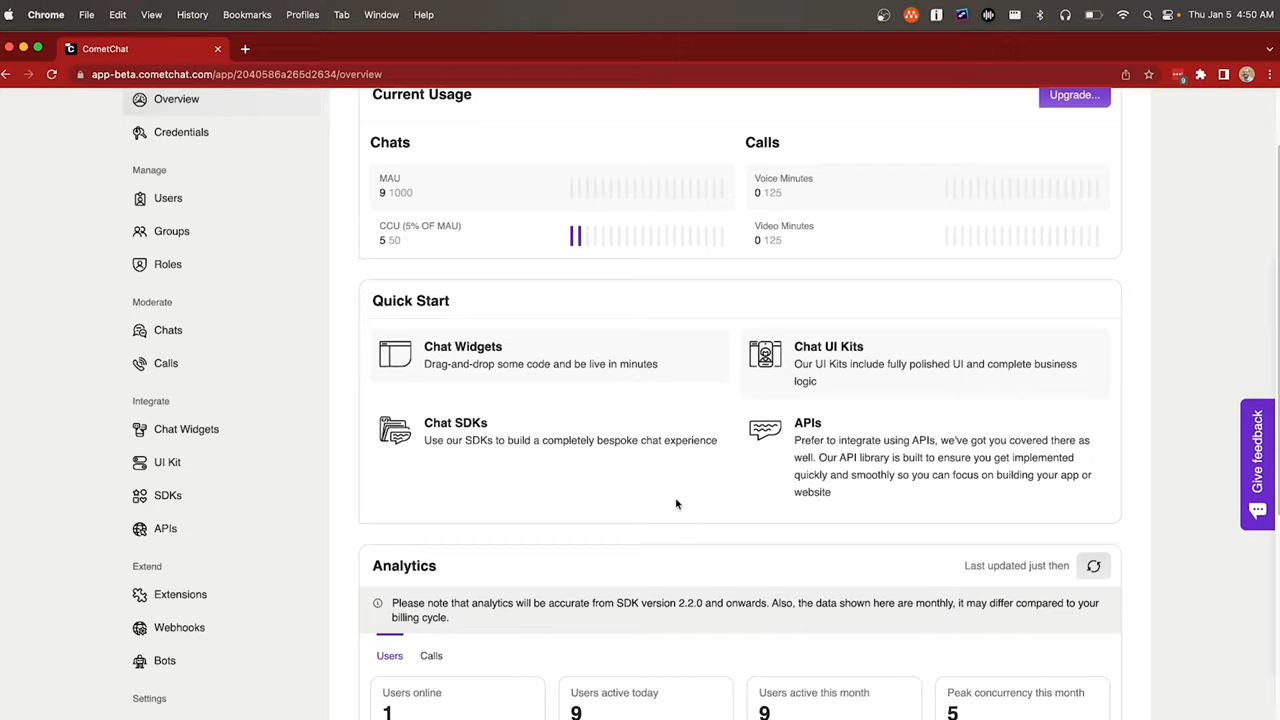 Chrome File Edit View History Bookmarks Profiles Tab Window Help Thu Jan 5 4:50 AM
CometChat
app-beta.cometchat.com/app/2040586a265d2634/overview
Overview
Credentials
Manage
Users
Groups
Roles
Moderate
Chats
Calls
Integrate
Chat Widgets
UI Kit
SDKs
APIs
Extend
Extensions
Webhooks
Bots
Settings
Current Usage
Upgrade...
Chats
MAU
9 1000
CCU (5% OF MAU)
5 50
Calls
Voice Minutes
0 125
Video Minutes
0 125
Quick Start
Chat Widgets
Drag-and-drop some code and be live in minutes
Chat UI Kits
Our UI Kits include fully polished UI and complete business
logic
Chat SDKs
Use our SDKs to build a completely bespoke chat experience
APIs
Prefer to integrate using APIs, we've got you covered there as
well. Our API library is built to ensure you get implemented
quickly and smoothly so you can focus on building your app or
website
Analytics
Last updated just then
Please note that analytics will be accurate from SDK version 2.2.0 and onwards. Also, the data shown here are monthly, it may differ compared to your
billing cycle.
Users Calls
Users online
1
Users active today
9
Users active this month
9
Peak concurrency this month
5
Give feedback